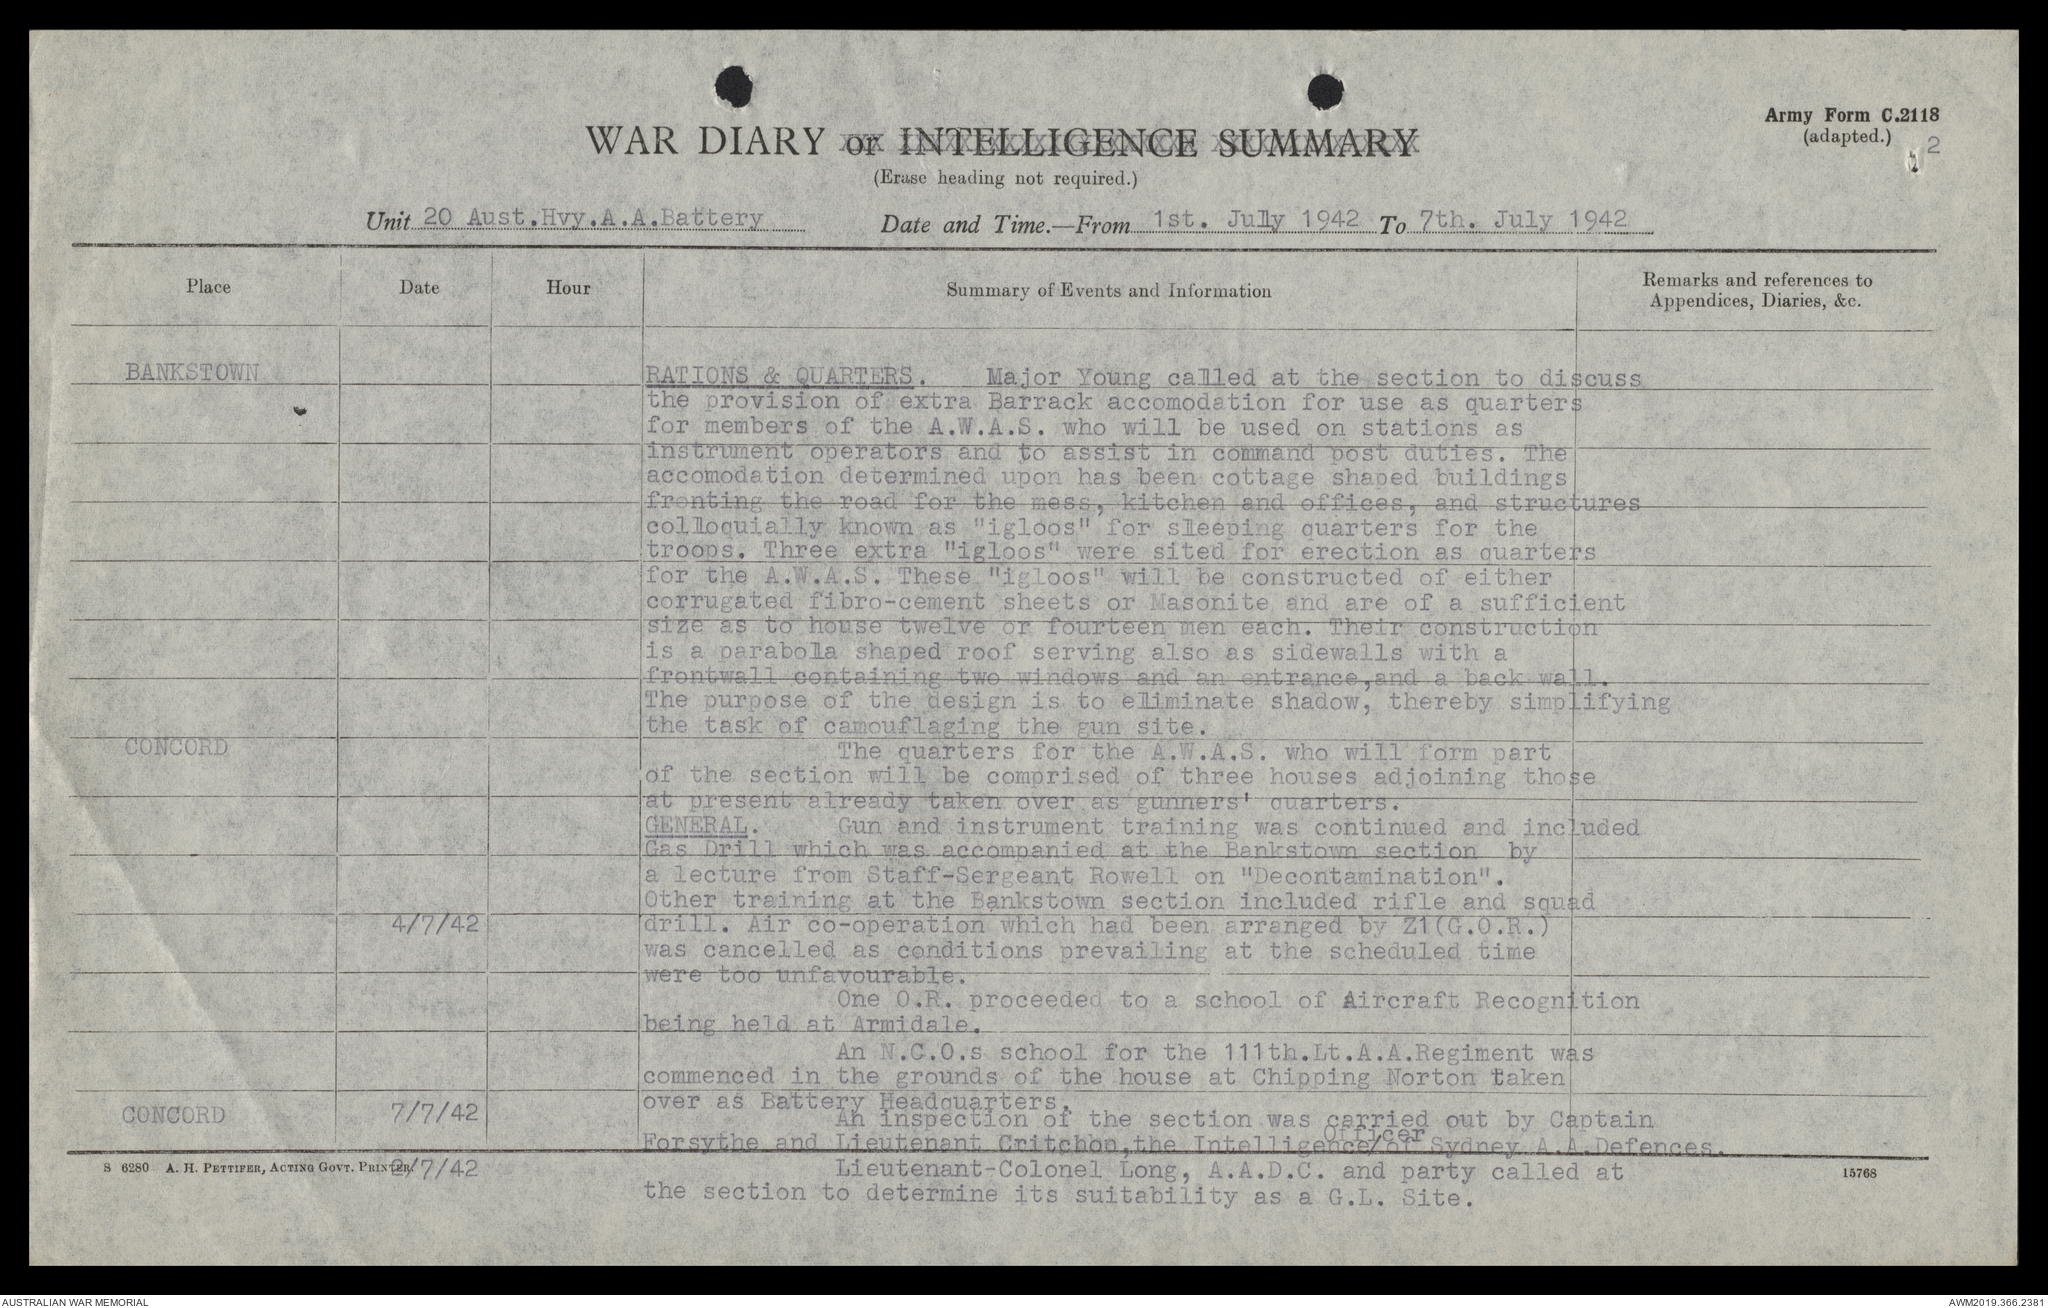 Army Form C.2118
(adapted.)
2
WAR DIARY or INTELLIGENCE SUMMARY
(Erase heading not required.)
Unit 20 Aust.Hvy.A.A.Battery Date and Time.—From 1st. July 1942 To 7th. July 1942
Place Date Hour Summary of Events and Information Remarks and references to
Appendices, Diaries, &c.
BANKSTOWN RATIONS & QUARTERS. Major Young called at the section to discuss
the provision of extra Barrack accomodation for use as quarters
for members of the A.W.A.S. who will be used on stations as
instrument operators and to assist in command post duties. The
accomodation determined upon has been cottage shaped buildings
fronting the road for the mess, kitchen and offices, and structures
colloquially known as "igloos" for sleeping quarters for the
troops. Three extra "igloos" were sited for erection as quarters
for the A.W.A.S. These "igloos" will be constructed of either
corrugated fibro-cement sheets or Masonite and are of a sufficient
size as to house twelve or fourteen men each. Their construction
is a parabola shaped roof serving also as sidewalls with a
frontwall containing two windows and an entrance,and a back wall.
The purpose of the design is to eliminate shadow, thereby simplifying
the task of camouflaging the gun site.
CONCORD The quarters for the A.W.A.S. who will form part
of the section will be comprised of three houses adjoining those
at present already taken over as gunners' quarters.
GENERAL. Gun and instrument training was continued and included
Gas Drill which was accompanied at the Bankstown section by
a lecture from Staff-Sergeant Rowell on "Decontamination".
Other training at the Bankstown section included rifle and squad
4/7/42 drill. Air co-operation which had been arranged by Z1(G.O.R.)
was cancelled as conditions prevailing at the scheduled time
were too unfavourable.
One O.R. proceeded to a school of Aircraft Recognition
being held at Armidale.
An N.C.O.s school for the 111th.Lt.A.A.Regiment was
commenced in the grounds of the house at Chipping Norton taken
over as Battery Headquarters.
CONCORD 7/7/42 An inspection of the section was carried out by Captain
Officer
Forsythe and Lieutenant Critchon,the Intelligence/of Sydney A.A.Defences.
S 6280 A. H. PETTIFER, ACTING GOVT. PRINTER. 2/7/42 Lieutenant-Colonel Long, A.A.D.C. and party called at 15768
the section to determine its suitability as a G.L. Site.
AUSTRALIAN WAR MEMORIAL AWM2019.366.2381